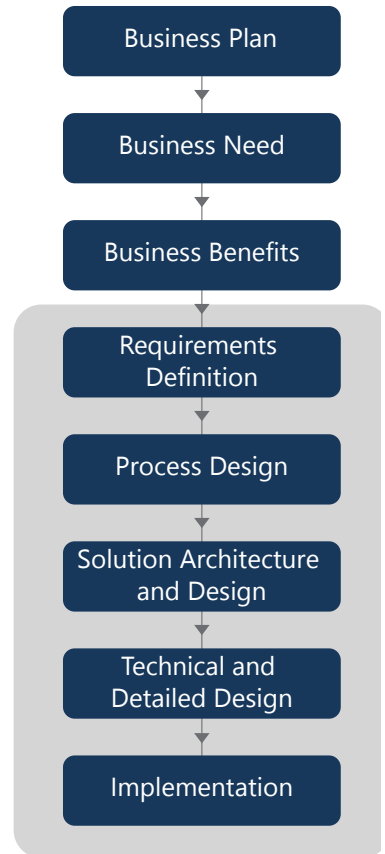 Business Plan
Business Need
Business Benefits
Requirements
Definition
Process Design
Solution Architecture
and Design
Technical and
Detailed Design
Implementation